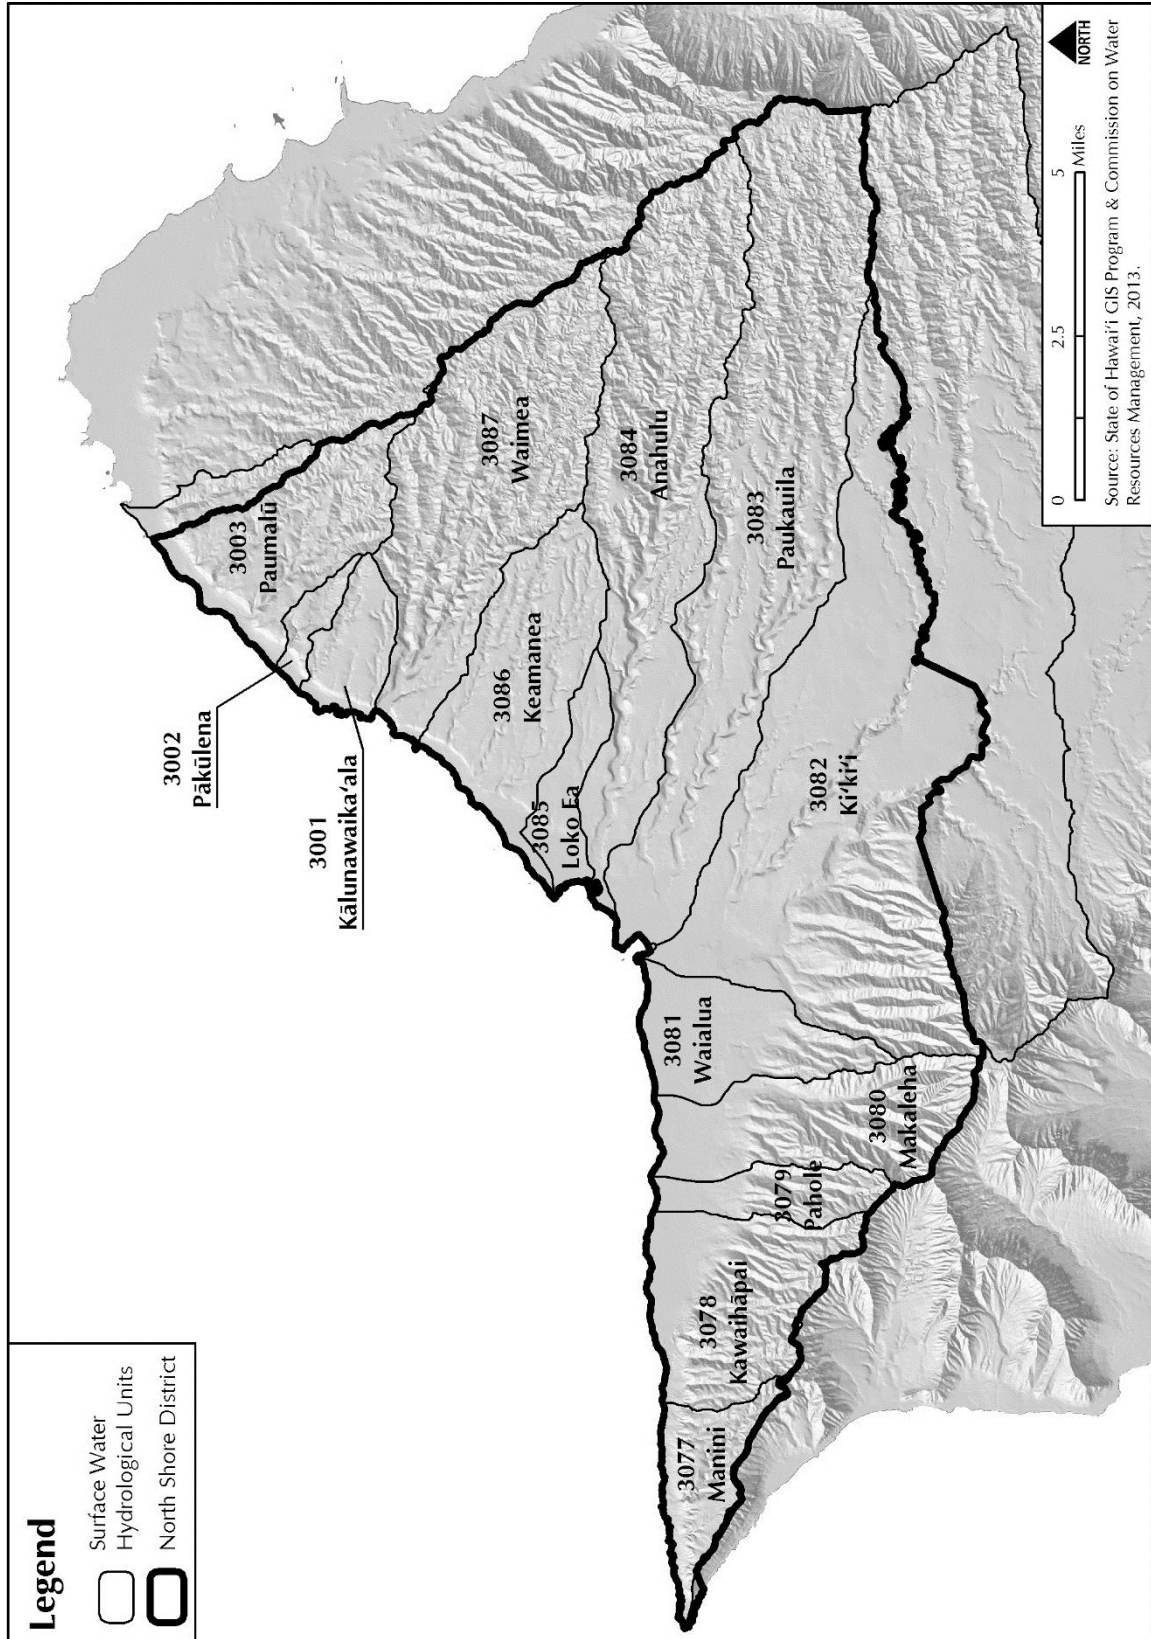 Legend
Surface Water
Hydrological Units
North Shore District
3077
Manini
3078
Kawaihāpai
3079
Pahole
3080
Makaleha
3081
Waialua
3082
Ki‘ki‘i
3083
Paukauila
3084
Anahulu
3085
Loko Ea
3086
Keamanea
3087
Waimea
3001
Kālunawaika‘ala
3002
Pākūlena
3003
Paumalū
0 2.5 5
Miles
NORTH
Source: State of Hawai‘i GIS Program & Commission on Water
Resources Management, 2013.